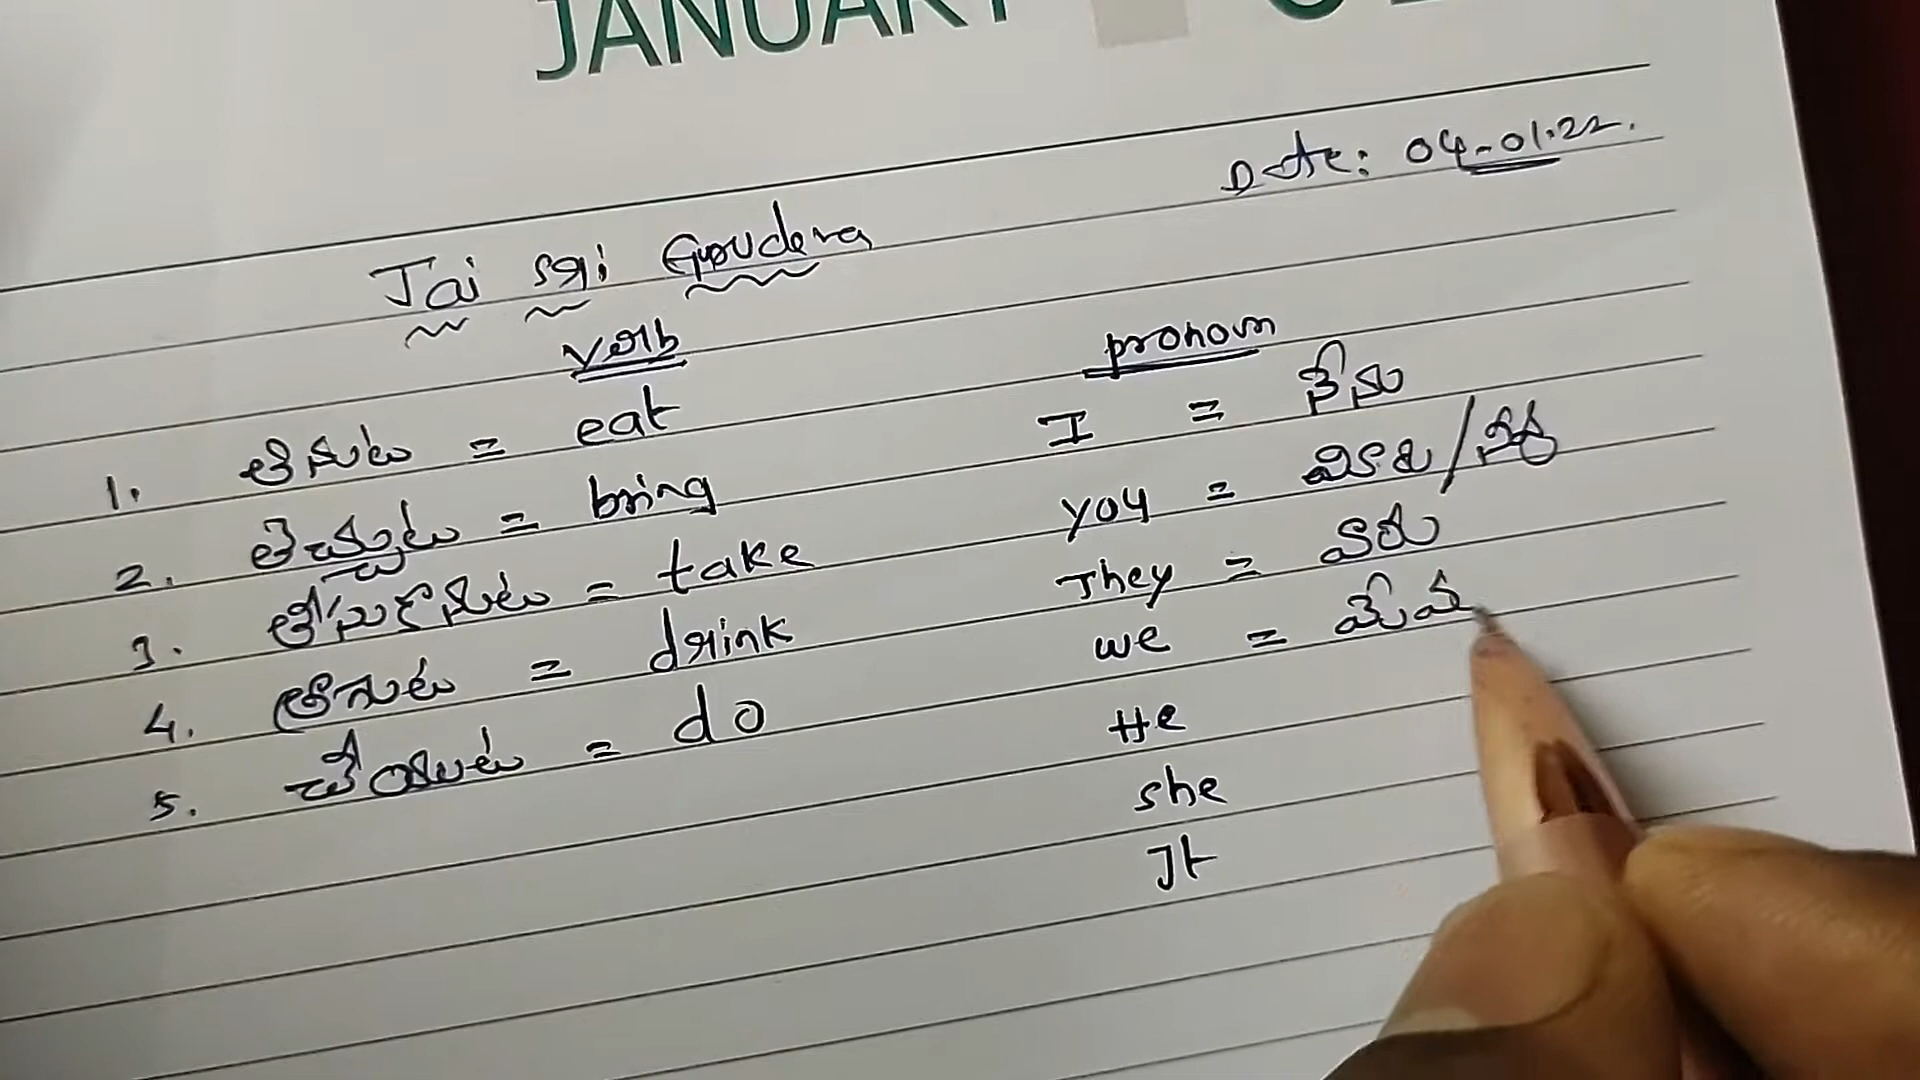 JANUARY
Date: 04-01.22.
Jai sri Gurudeva
verb
1. తినుట = eat
2. తెచ్చుట = bring
3. తీసుకొనుట = take
4. త్రాగుట = drink
5. చేయుట = do
pronoun
I = నేను
you = మీరు / నువ్వు
They = వారు
we = మేమ
He
she
It